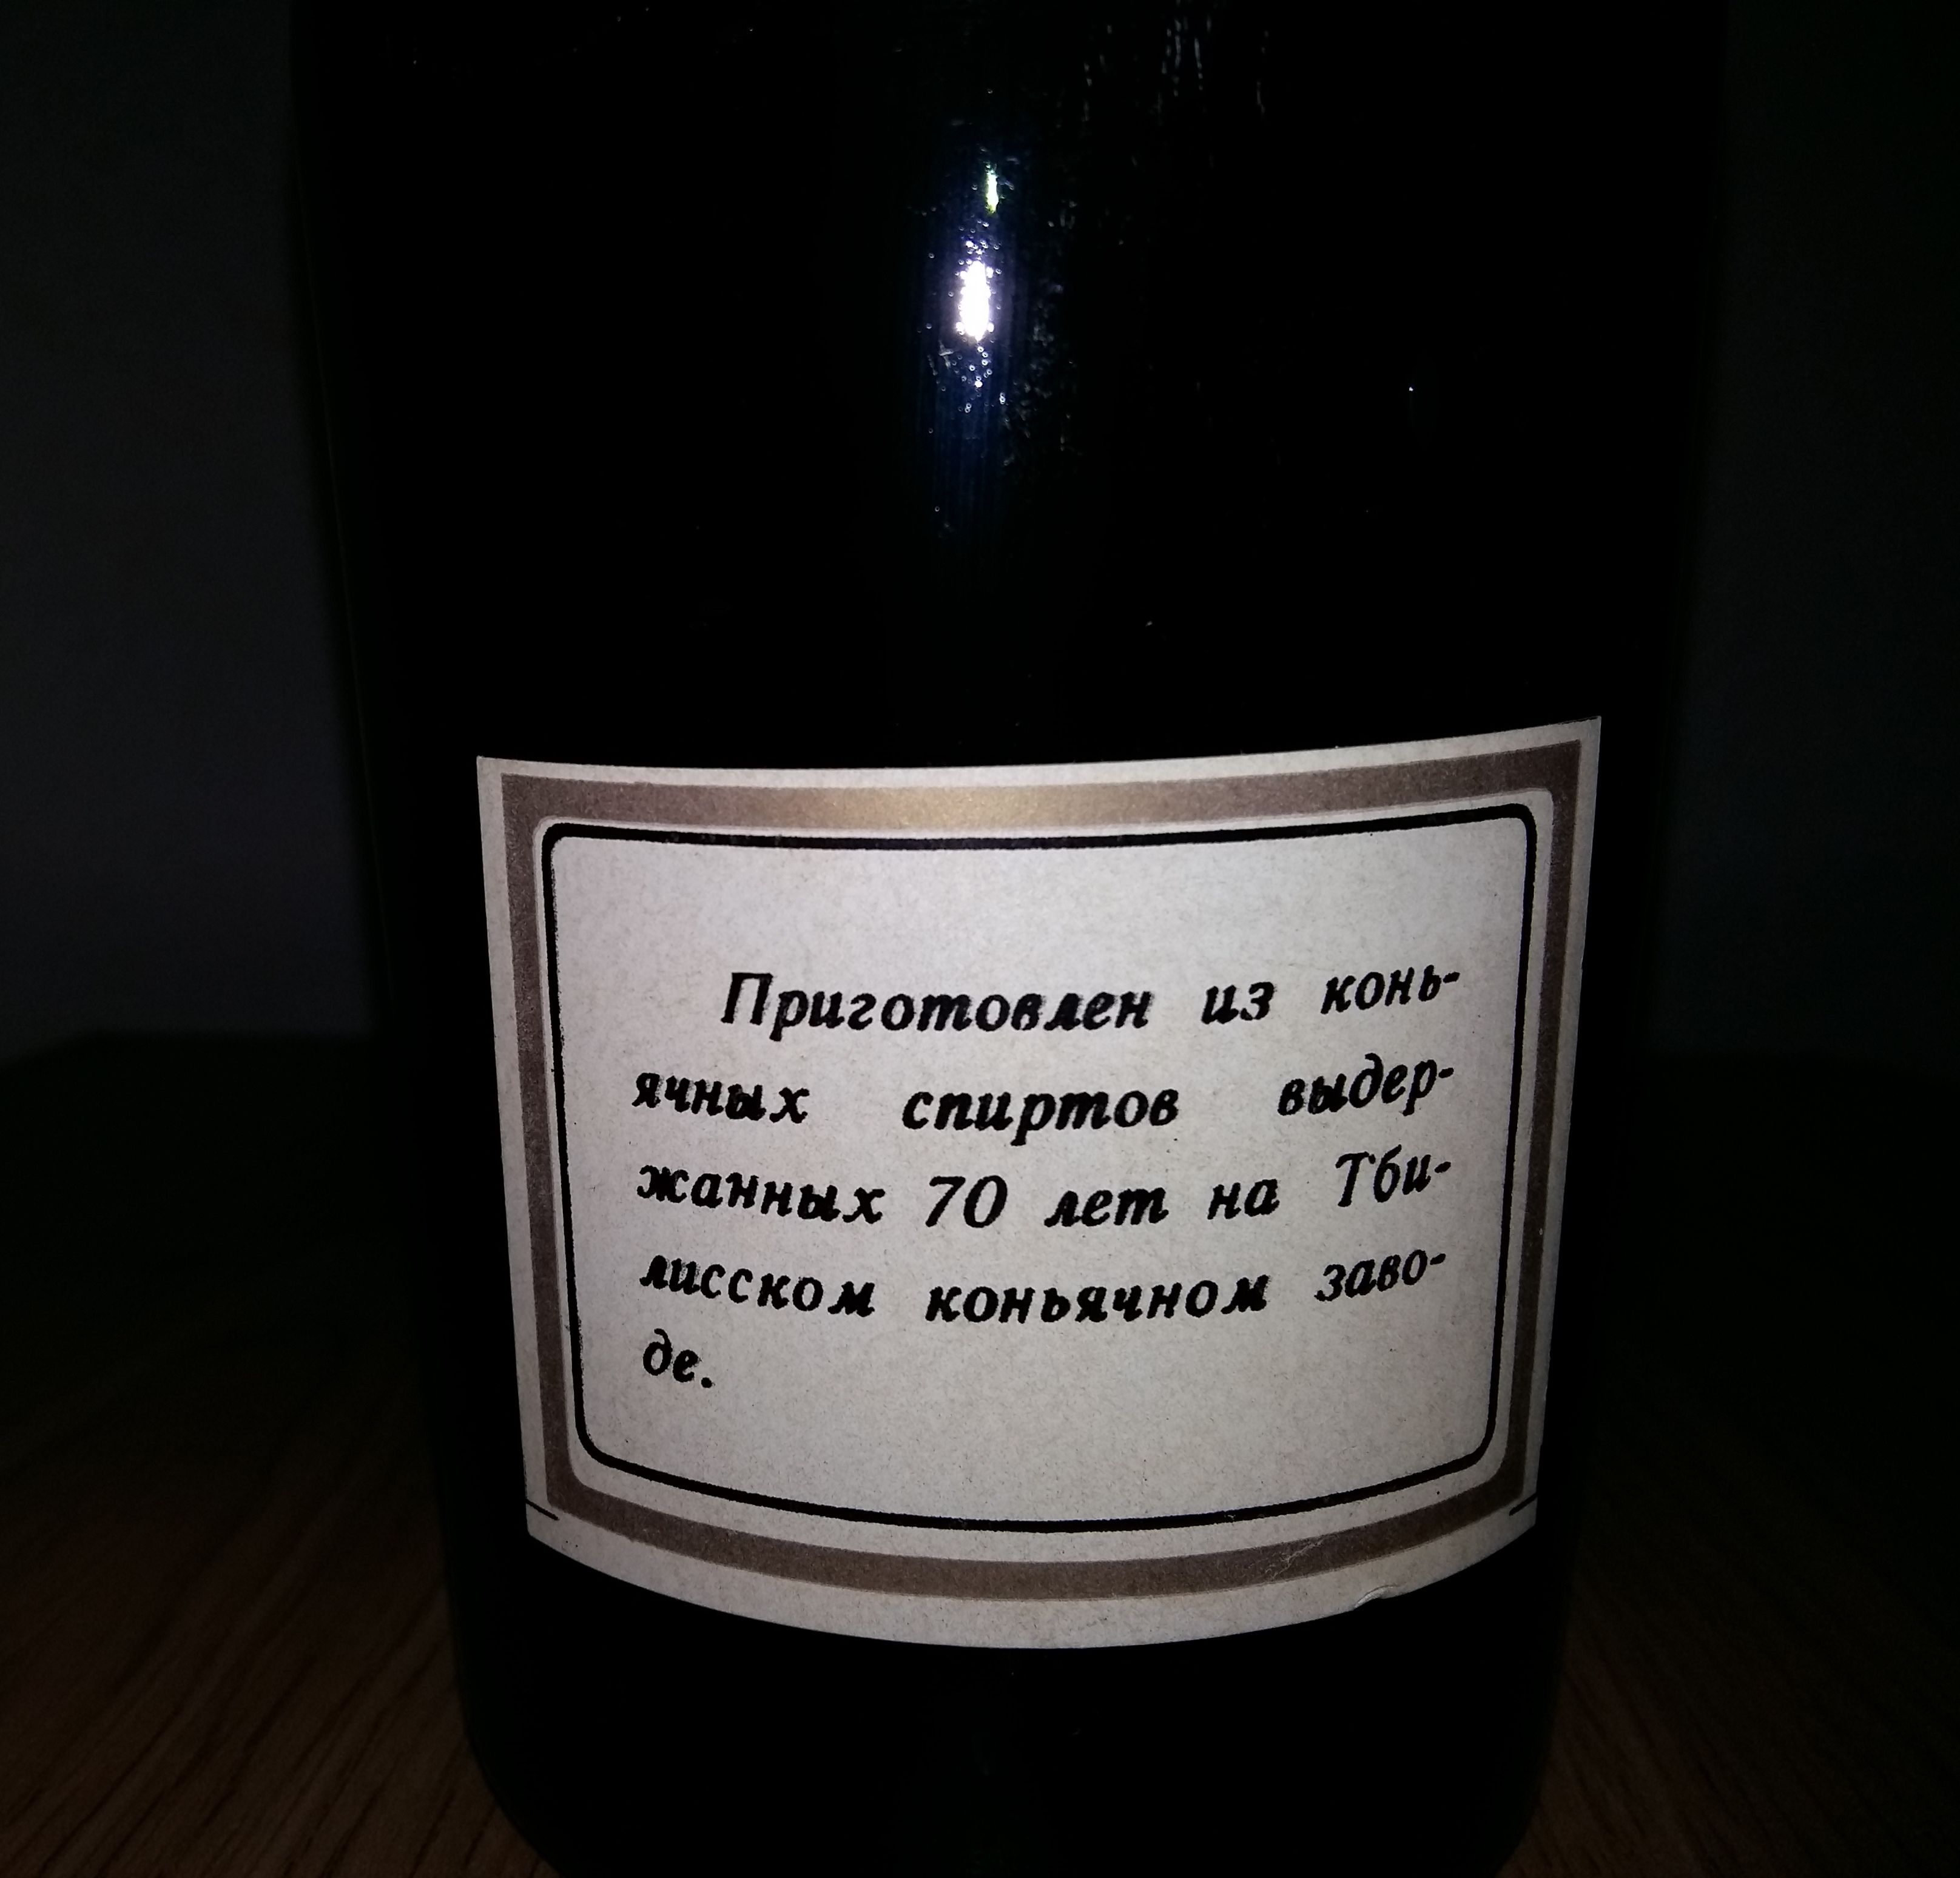 Приготовлен из конь-
ячных спиртов выдер-
жанных 70 лет на Тби-
лисском коньячном заво-
де.